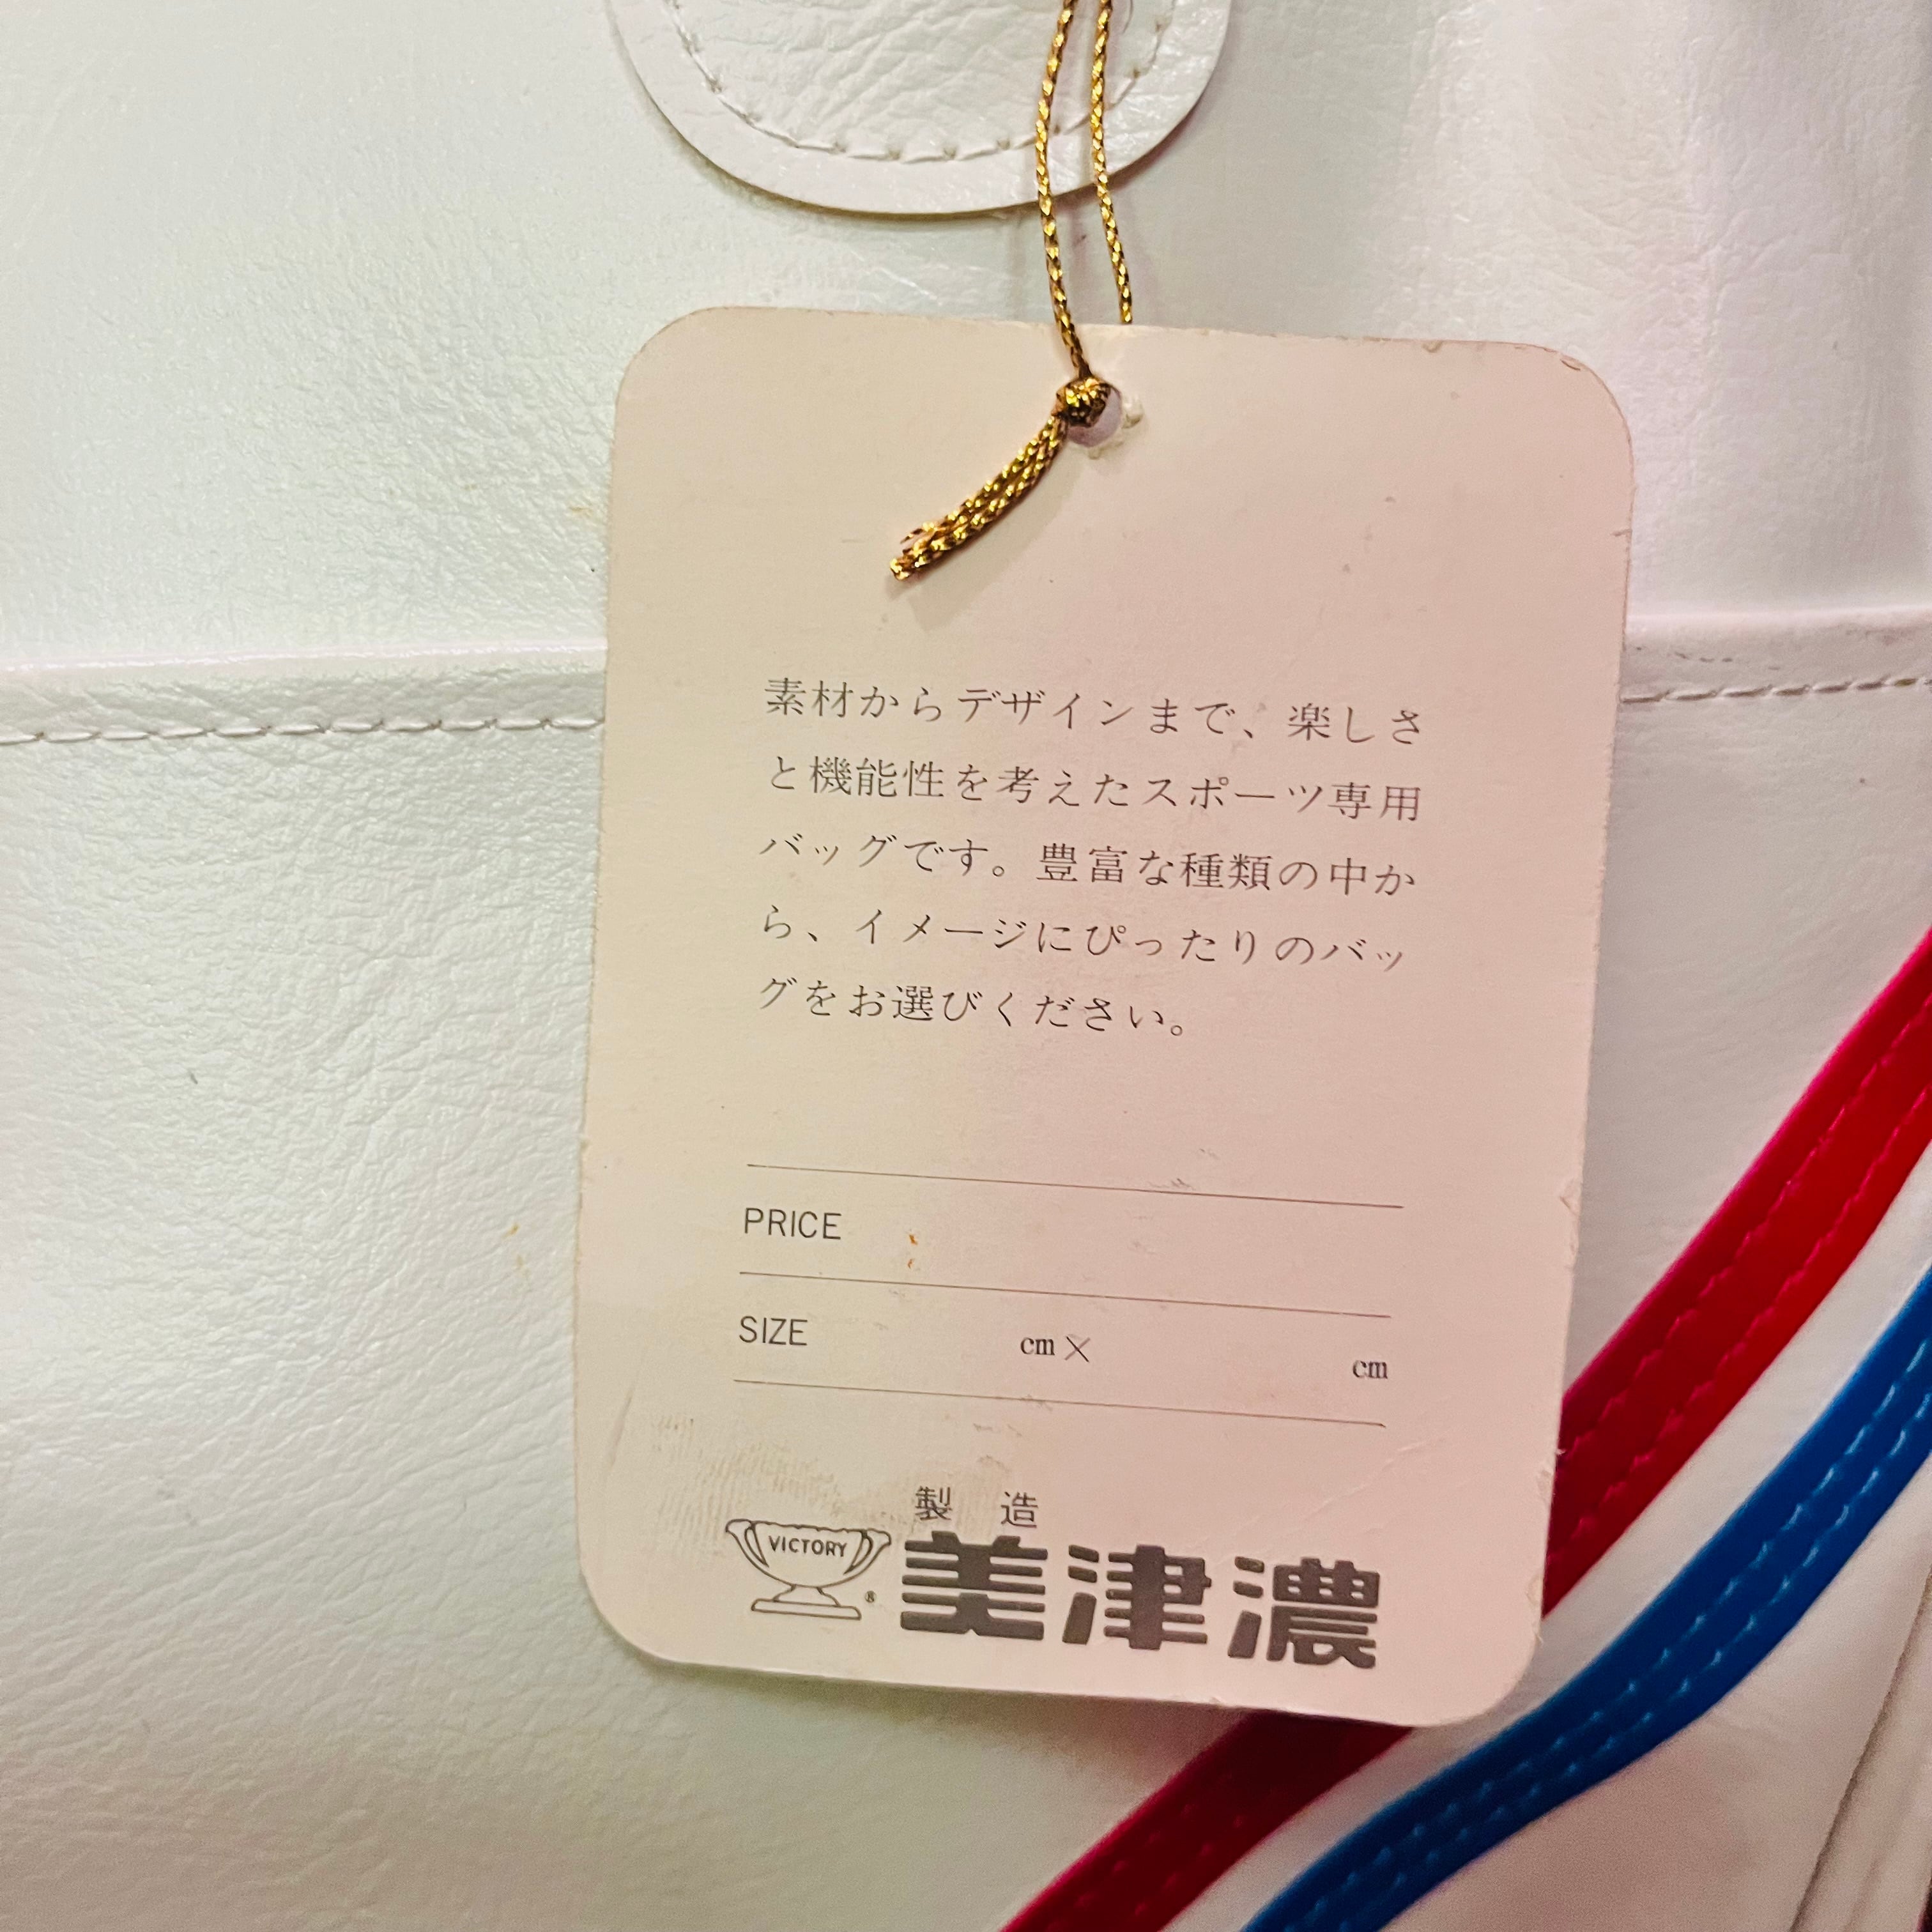 素材からデザインまで、楽しさ
と機能性を考えたスポーツ専用
バッグです。豊富な種類の中か
ら、イメージにぴったりのバッ
グをお選びください。
PRICE
SIZE cm× cm
製造
VICTORY ®
美津濃